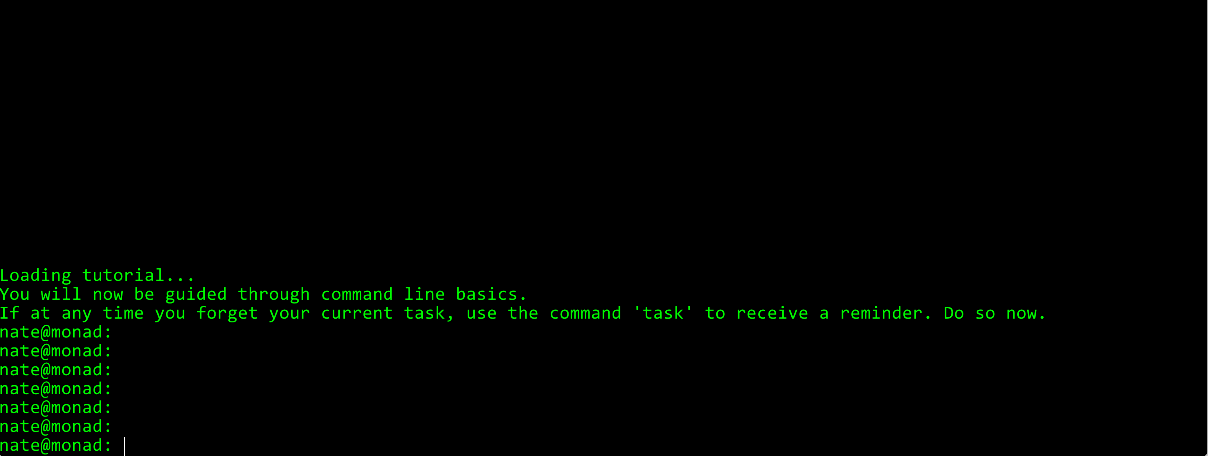 Loading tutorial...
You will now be guided through command line basics.
If at any time you forget your current task, use the command 'task' to receive a reminder. Do so now.
nate@monad:
nate@monad:
nate@monad:
nate@monad:
nate@monad:
nate@monad:
nate@monad: